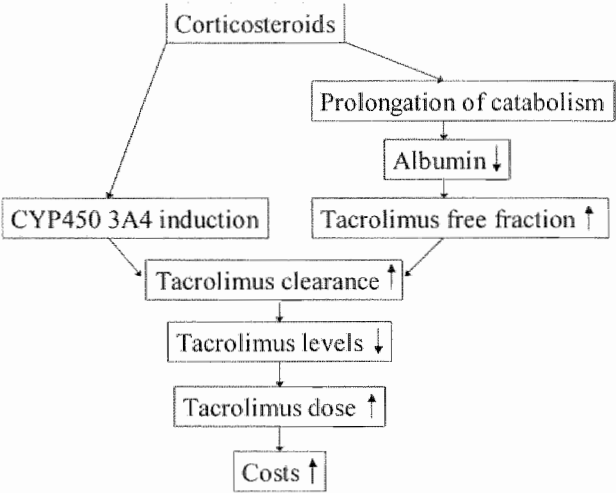 Corticosteroids
Prolongation of catabolism
Albumin ↓
CYP450 3A4 induction
Tacrolimus free fraction ↑
Tacrolimus clearance ↑
Tacrolimus levels ↓
Tacrolimus dose ↑
Costs ↑